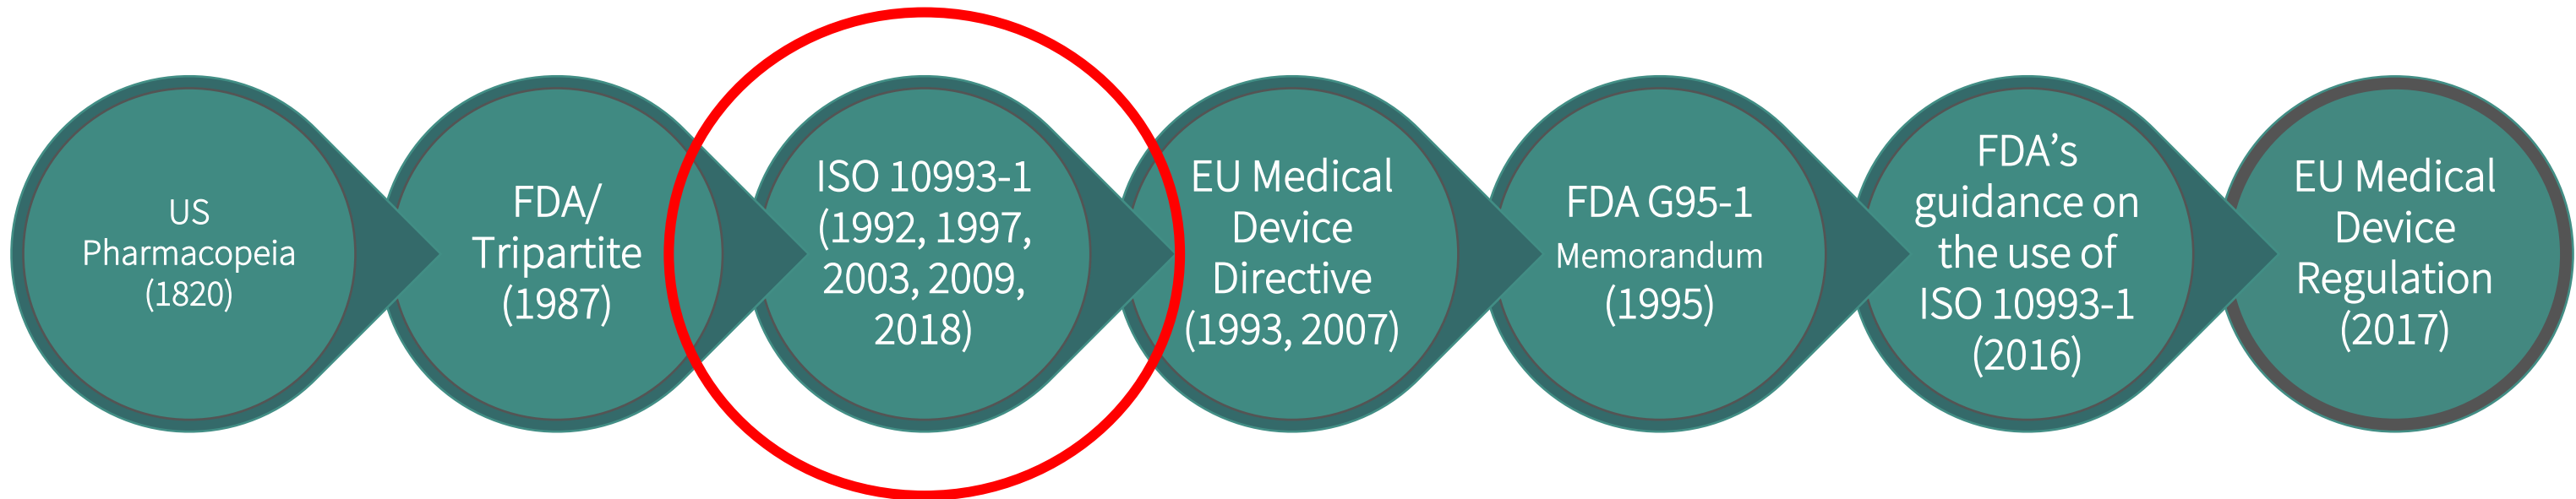 US
Pharmacopeia
(1820)
FDA/
Tripartite
(1987)
ISO 10993-1
(1992, 1997,
2003, 2009,
2018)
EU Medical
Device
Directive
(1993, 2007)
FDA G95-1
Memorandum
(1995)
FDA’s
guidance on
the use of
ISO 10993-1
(2016)
EU Medical
Device
Regulation
(2017)